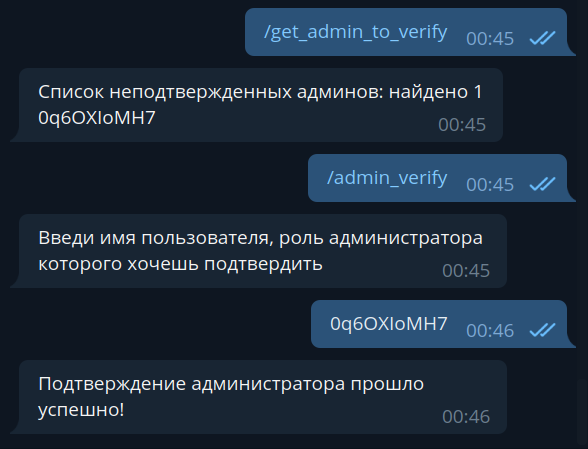 /get_admin_to_verify 00:45
Список неподтвержденных админов: найдено 1
0q6OXIoMH7
00:45
/admin_verify 00:45
Введи имя пользователя, роль администратора
которого хочешь подтвердить
00:45
0q6OXIoMH7 00:46
Подтверждение администратора прошло
успешно!
00:46